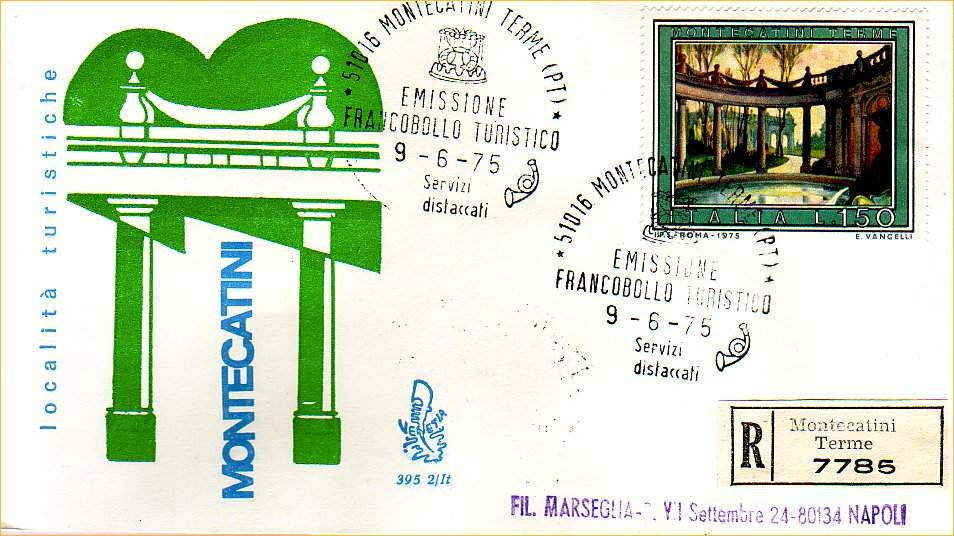 località turistiche
MONTECATINI
51016 MONTECATINI TERME (PT)
EMISSIONE
FRANCOBOLLO TURISTICO
9-6-75
Servizi
distaccati
MONTECATINI TERME
ITALIA L.150
ROMA-1975 E. VANGELLI
51016 MONTECATINI TERME (PT)
EMISSIONE
FRANCOBOLLO TURISTICO
9-6-75
Servizi
distaccati
395 2/It
R
Montecatini
Terme
7785
FIL. MARSEGLIA- Settembre 24-80134 NAPOLI